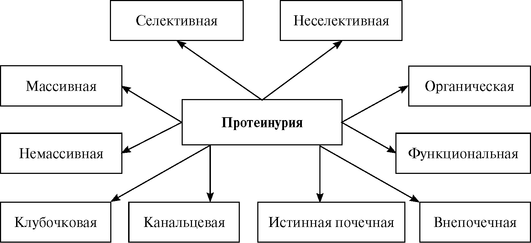 Селективная
Неселективная
Массивная
Органическая
Протеинурия
Немассивная
Функциональная
Клубочковая
Канальцевая
Истинная почечная
Внепочечная